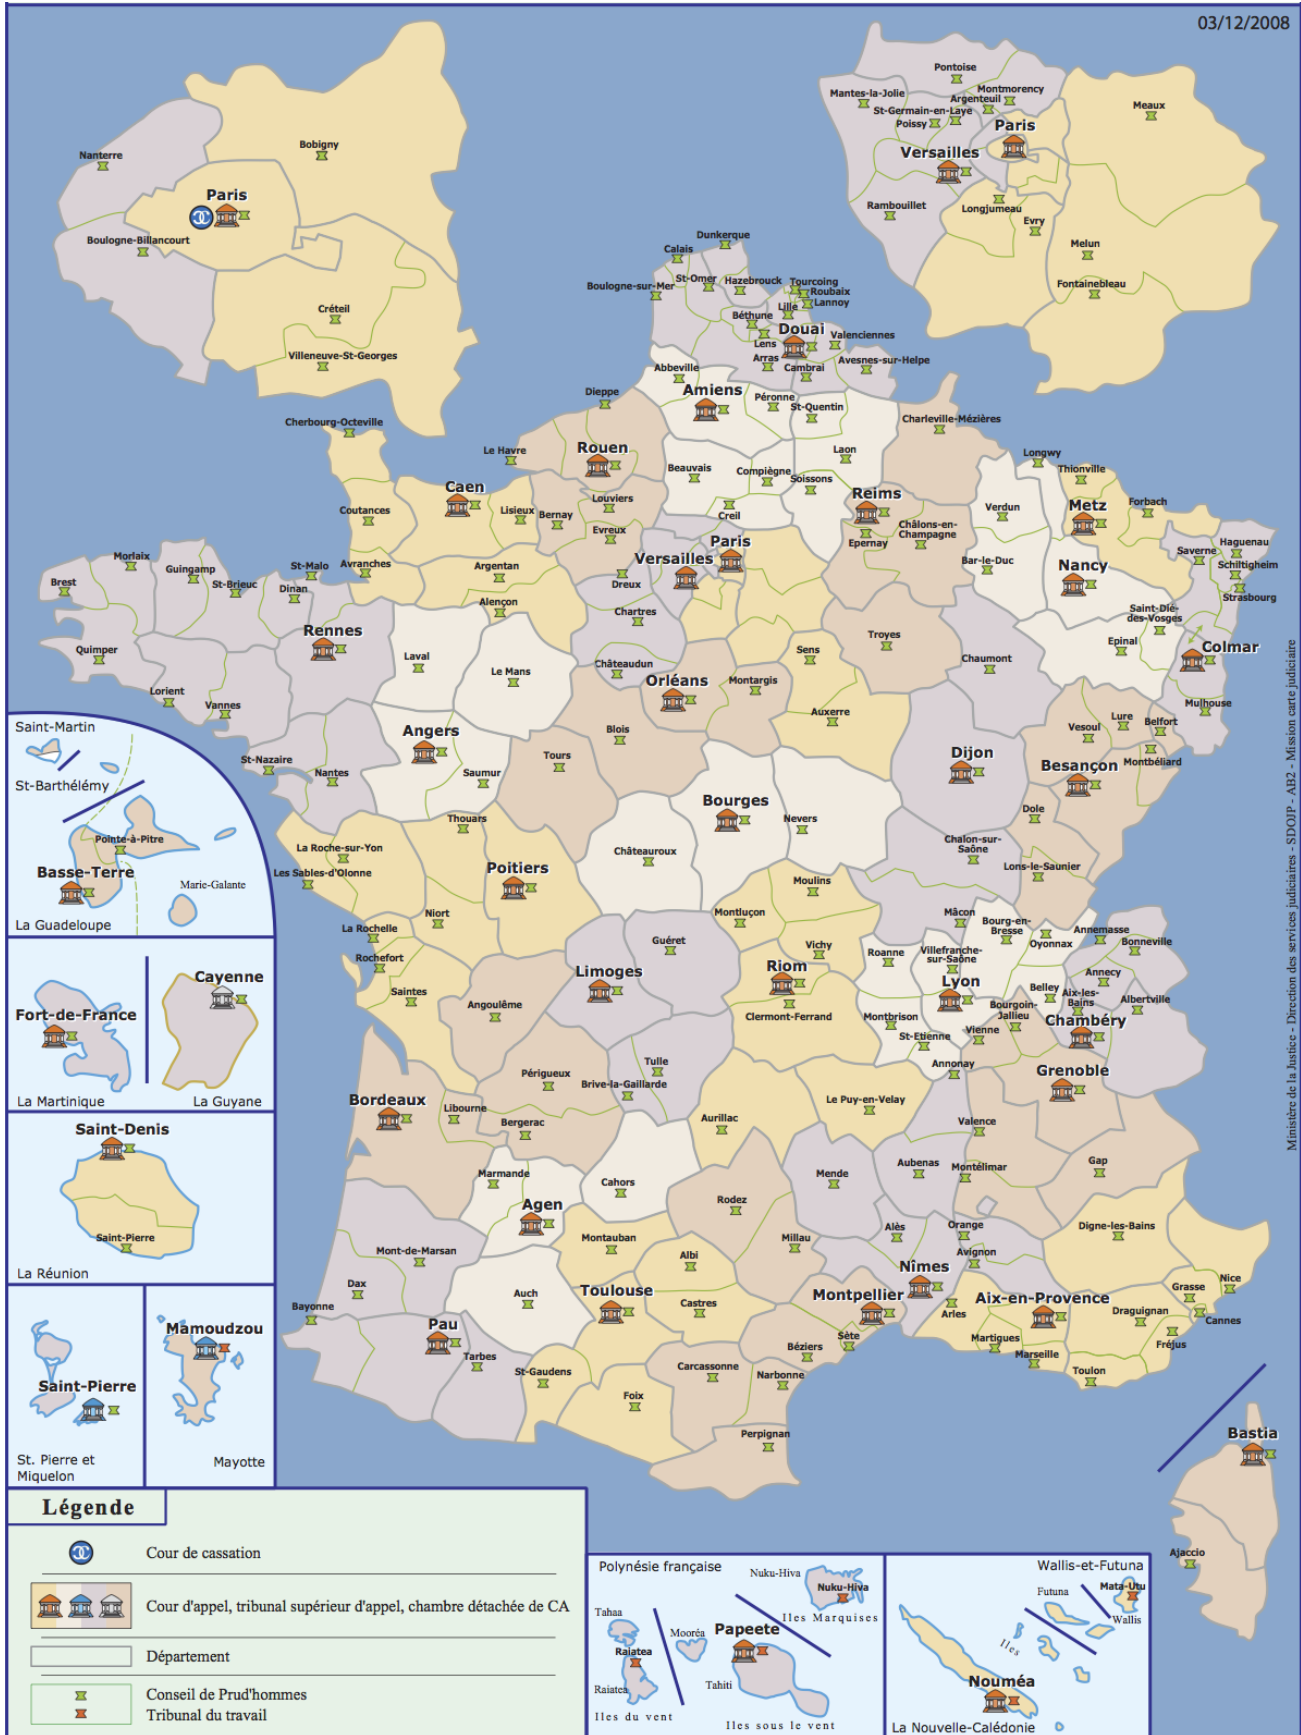 03/12/2008
Pontoise
Mantes-la-Jolie
Montmorency
Argenteuil
St-Germain-en-Laye
Poissy
Paris
Meaux
Versailles
Rambouillet
Longjumeau
Evry
Melun
Fontainebleau
Bobigny
Nanterre
Paris
Boulogne-Billancourt
Créteil
Villeneuve-St-Georges
Dunkerque
Calais
St-Omer
Hazebrouck
Tourcoing
Roubaix
Lannoy
Boulogne-sur-Mer
Lille
Béthune
Douai
Lens
Valenciennes
Arras
Cambrai
Avesnes-sur-Helpe
Abbeville
Amiens
Péronne
St-Quentin
Dieppe
Charleville-Mézières
Cherbourg-Octeville
Le Havre
Rouen
Beauvais
Compiègne
Laon
Soissons
Creil
Longwy
Thionville
Caen
Louviers
Lisieux
Bernay
Evreux
Coutances
Reims
Châlons-en-
Champagne
Epernay
Verdun
Metz
Forbach
Haguenau
Saverne
Schiltigheim
Strasbourg
Paris
Versailles
Bar-le-Duc
Nancy
Morlaix
Brest
Guingamp
St-Brieuc
St-Malo
Dinan
Avranches
Argentan
Alençon
Dreux
Chartres
Saint-Dié-
des-Vosges
Epinal
Colmar
Quimper
Rennes
Laval
Le Mans
Châteaudun
Orléans
Montargis
Sens
Troyes
Chaumont
Mulhouse
Lorient
Vannes
Auxerre
Vesoul
Lure
Belfort
Montbéliard
Angers
Blois
Tours
Saumur
St-Nazaire
Nantes
Dijon
Besançon
Bourges
Nevers
Dole
Thouars
Châteauroux
Chalon-sur-
Saône
Lons-le-Saunier
La Roche-sur-Yon
Les Sables-d'Olonne
Poitiers
Moulins
Niort
Montluçon
Mâcon
Bourg-en-
Bresse
Oyonnax
Annemasse
Bonneville
La Rochelle
Rochefort
Guéret
Vichy
Roanne
Villefranche-
sur-Saône
Annecy
Limoges
Riom
Lyon
Belley
Aix-les-
Bains
Albertville
Saintes
Angoulême
Clermont-Ferrand
Montbrison
Bourgoin-
Jallieu
Chambéry
Vienne
St-Etienne
Tulle
Annonay
Grenoble
Périgueux
Brive-la-Gaillarde
Bordeaux
Libourne
Bergerac
Aurillac
Le Puy-en-Velay
Valence
Marmande
Cahors
Mende
Aubenas
Montélimar
Gap
Agen
Rodez
Mont-de-Marsan
Montauban
Millau
Alès
Orange
Digne-les-Bains
Albi
Avignon
Dax
Auch
Toulouse
Castres
Nîmes
Montpellier
Arles
Aix-en-Provence
Grasse
Nice
Cannes
Draguignan
Fréjus
Bayonne
Pau
Tarbes
St-Gaudens
Béziers
Sète
Martigues
Marseille
Toulon
Carcassonne
Narbonne
Foix
Perpignan
Bastia
Ajaccio
Ministère de la Justice - Direction des services judiciaires - SDOJP - AB2 - Mission carte judiciaire
Saint-Martin
St-Barthélémy
Pointe-à-Pitre
Basse-Terre
Marie-Galante
La Guadeloupe
Cayenne
Fort-de-France
La Martinique
La Guyane
Saint-Denis
Saint-Pierre
La Réunion
Mamoudzou
Saint-Pierre
St. Pierre et
Miquelon
Mayotte
Légende
Cour de cassation
Cour d'appel, tribunal supérieur d'appel, chambre détachée de CA
Département
Conseil de Prud'hommes
Tribunal du travail
Polynésie française
Nuku-Hiva
Nuku-Hiva
Iles Marquises
Tahaa
Mooréa
Papeete
Raiatea
Raiatea
Tahiti
Iles du vent
Iles sous le vent
Wallis-et-Futuna
Futuna
Mata-Utu
Wallis
Iles
Nouméa
La Nouvelle-Calédonie